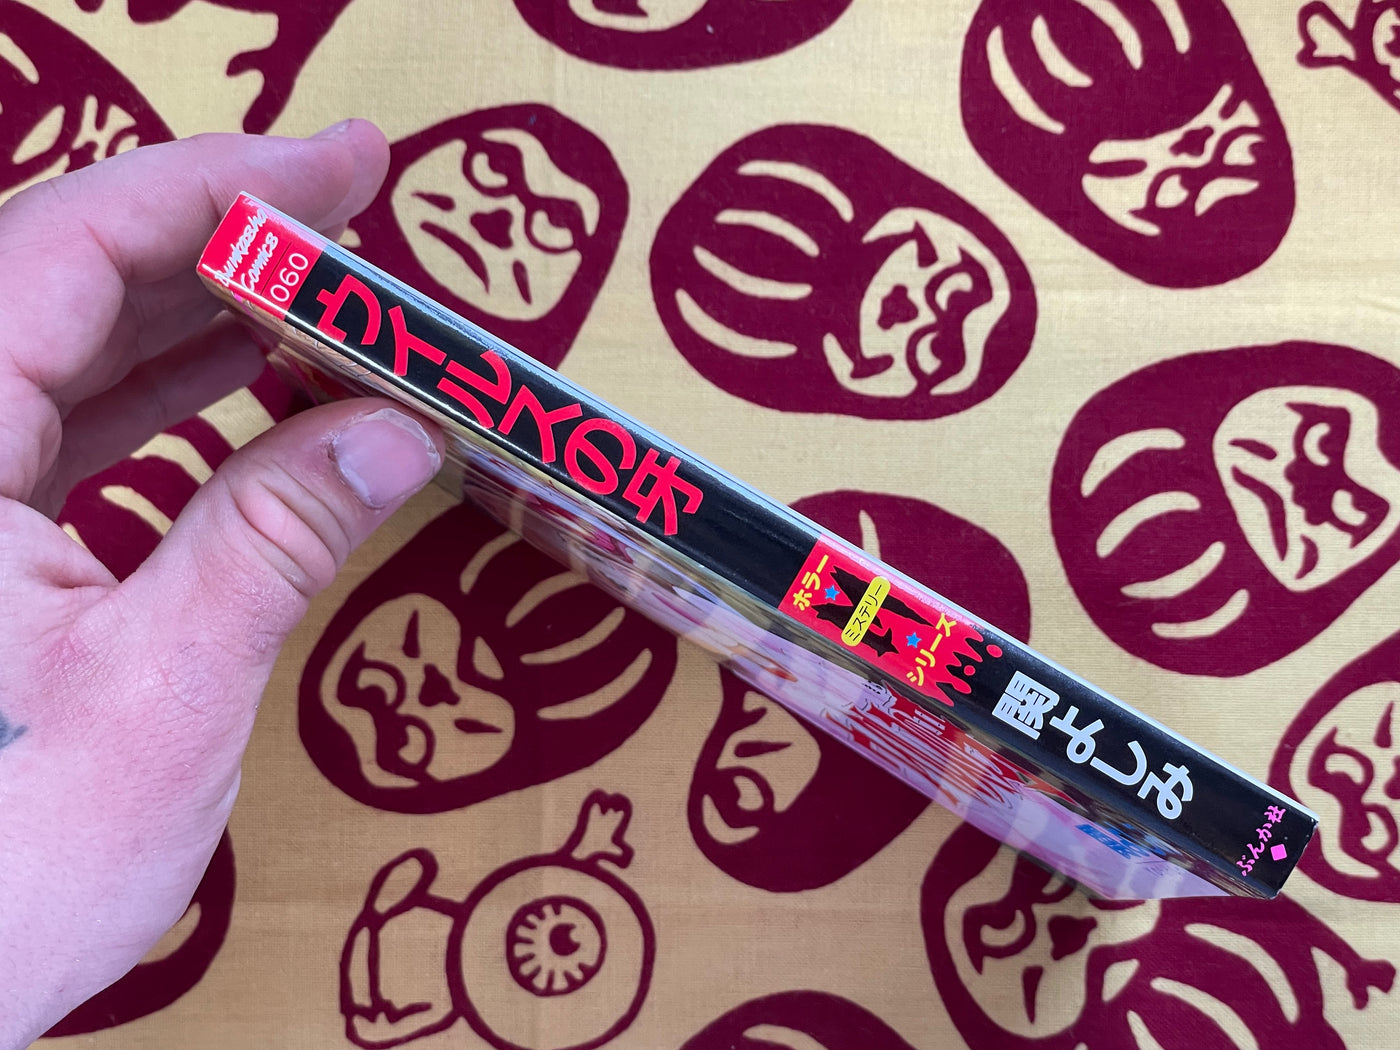 Bunkasha
Comics
060
ウイルスの牙
ホラー
ミステリー
シリーズ
関よしみ
ぶんか社